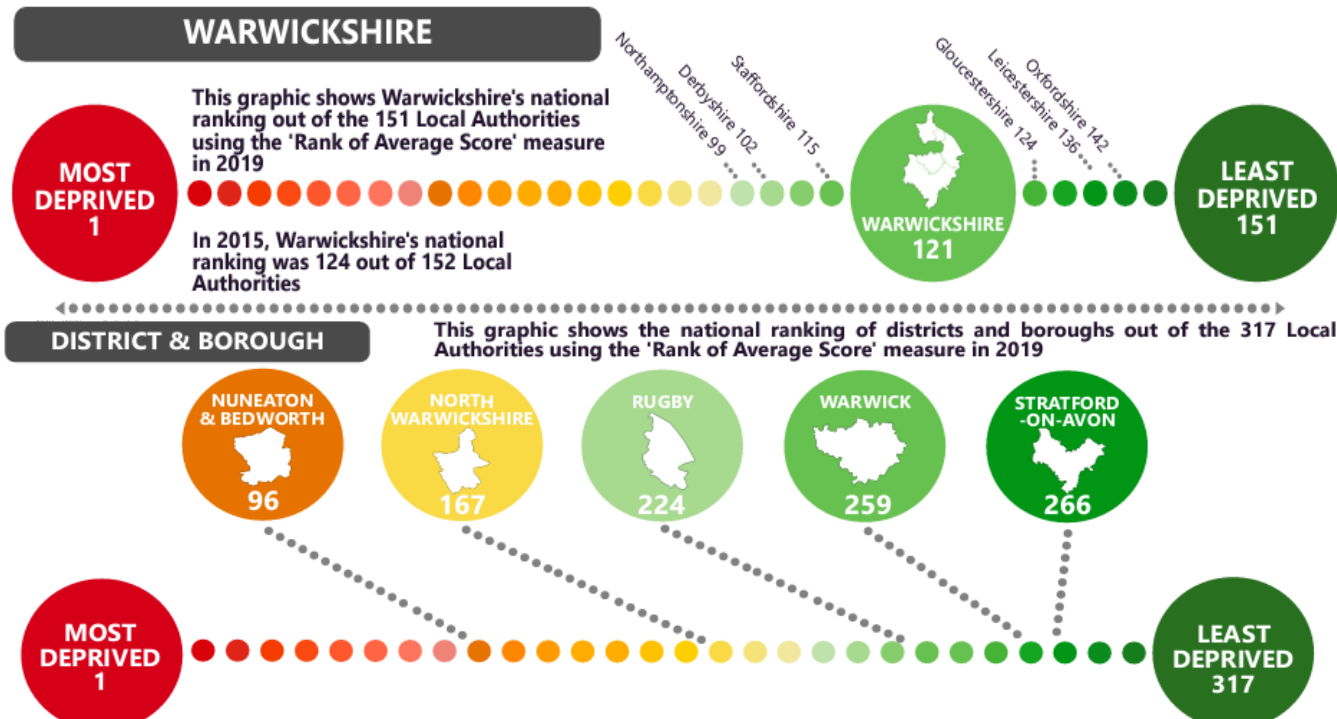 WARWICKSHIRE
This graphic shows Warwickshire's national
ranking out of the 151 Local Authorities
using the 'Rank of Average Score' measure
in 2019
Northamptonshire 99
Derbyshire 102
Staffordshire 115
Gloucestershire 124
Leicestershire 136
Oxfordshire 142
MOST
DEPRIVED
1
WARWICKSHIRE
121
LEAST
DEPRIVED
151
In 2015, Warwickshire's national
ranking was 124 out of 152 Local
Authorities
DISTRICT & BOROUGH
This graphic shows the national ranking of districts and boroughs out of the 317 Local
Authorities using the 'Rank of Average Score' measure in 2019
NUNEATON
& BEDWORTH
96
NORTH
WARWICKSHIRE
167
RUGBY
224
WARWICK
259
STRATFORD
-ON-AVON
266
MOST
DEPRIVED
1
LEAST
DEPRIVED
317